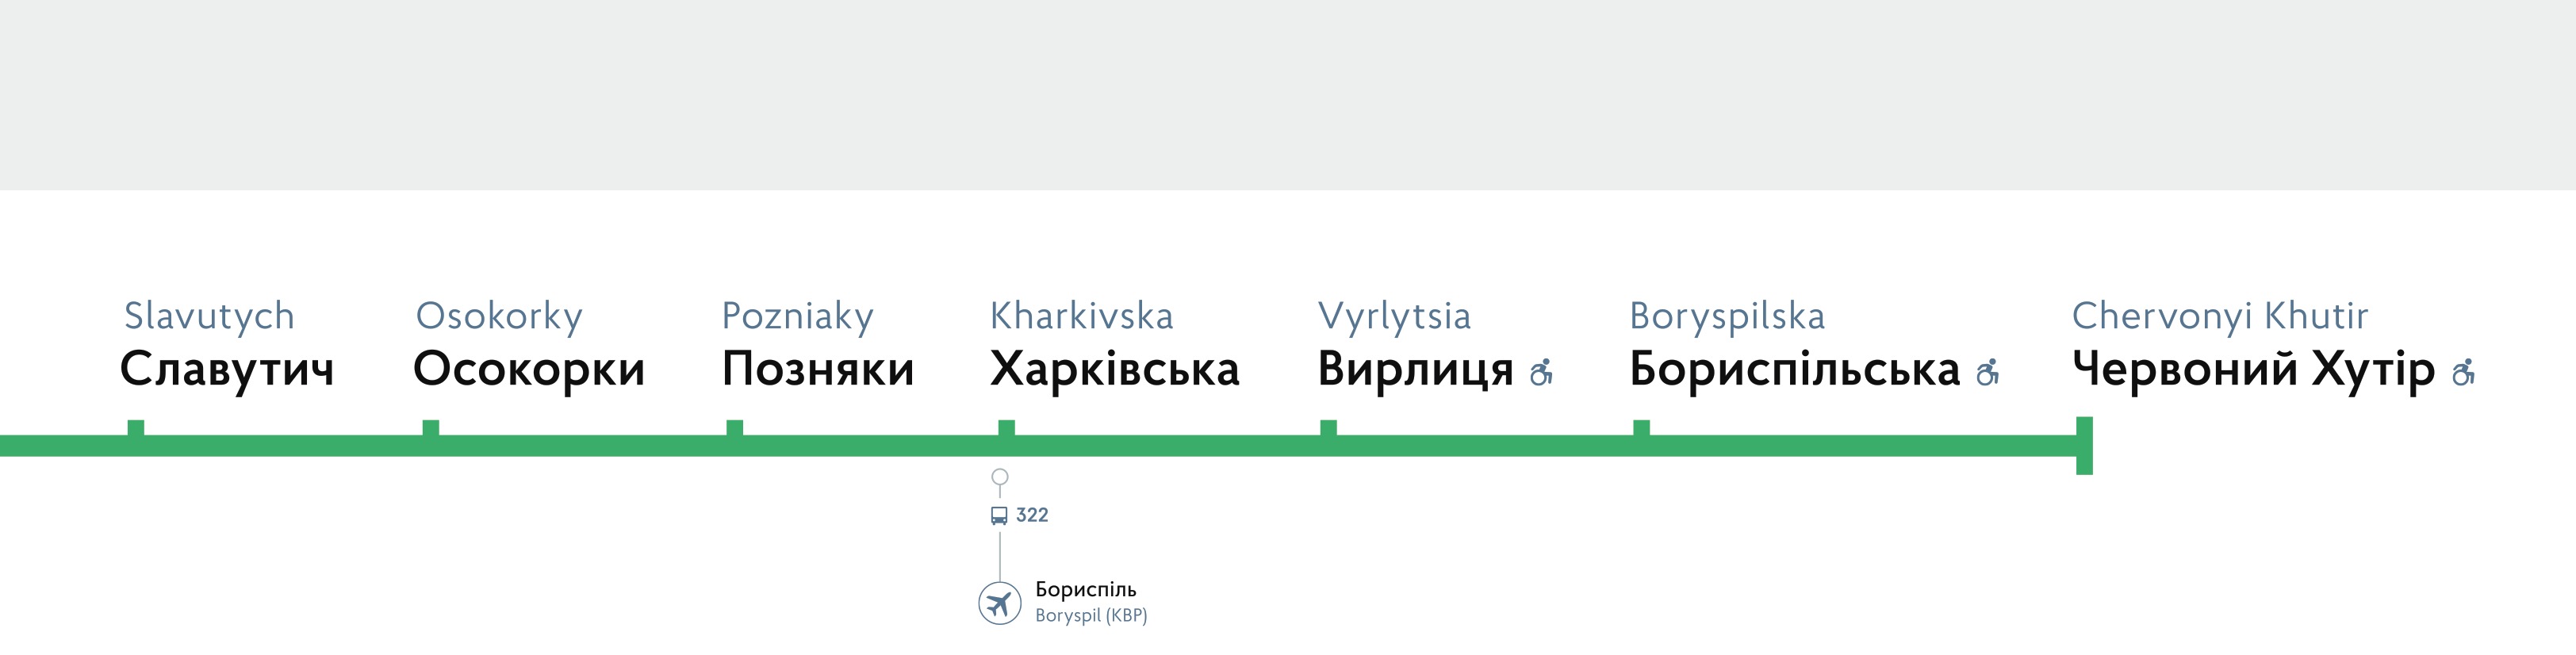 Slavutych
Славутич
Osokorky
Осокорки
Pozniaky
Позняки
Kharkivska
Харківська
Vyrlytsia
Вирлиця
Boryspilska
Бориспільська
Chervonyi Khutir
Червоний Хутір
322
Бориспіль
Boryspil (KBP)